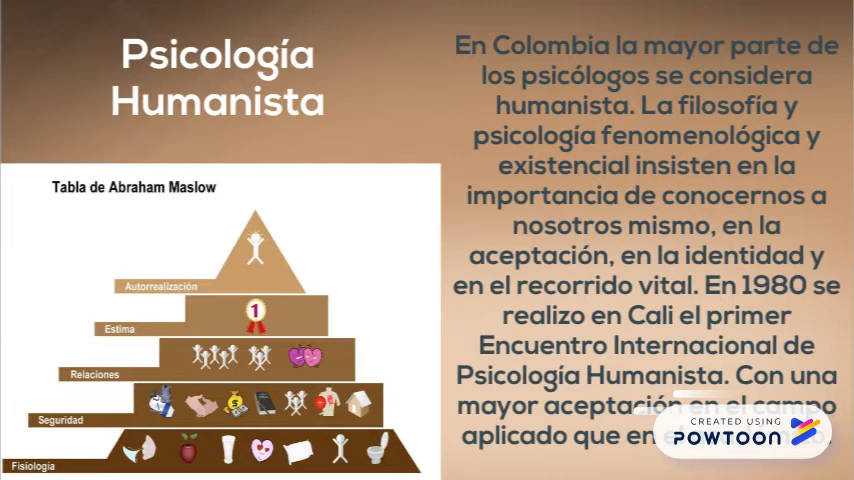 Psicología
Humanista
Tabla de Abraham Maslow
Autorrealización
1
Estima
Relaciones
$
Seguridad
Fisiología
En Colombia la mayor parte de
los psicólogos se considera
humanista. La filosofía y
psicología fenomenológica y
existencial insisten en la
importancia de conocernos a
nosotros mismo, en la
aceptación, en la identidad y
en el recorrido vital. En 1980 se
realizo en Cali el primer
Encuentro Internacional de
Psicología Humanista. Con una
mayor aceptación en el campo
aplicado que en
CREATED USING
POWTOON